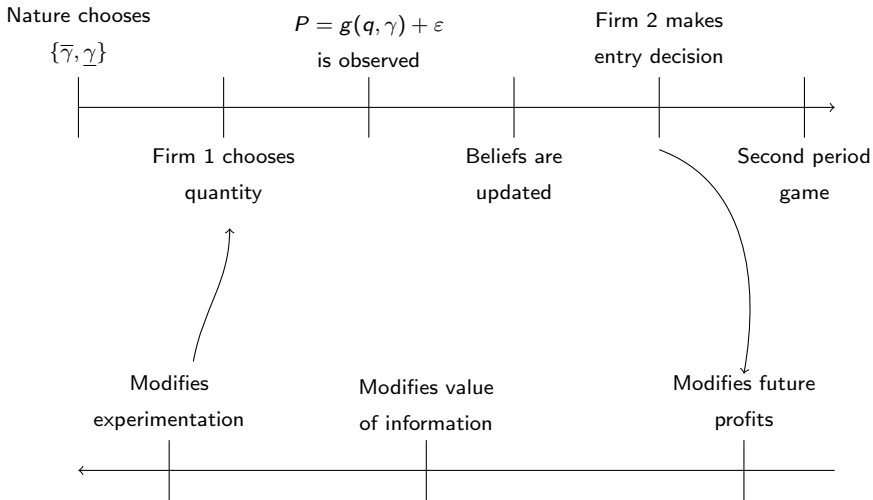 Nature chooses
{γ̅, γ̲}
P = g(q, γ) + ε
is observed
Firm 2 makes
entry decision
Firm 1 chooses
quantity
Beliefs are
updated
Second period
game
Modifies
experimentation
Modifies value
of information
Modifies future
profits